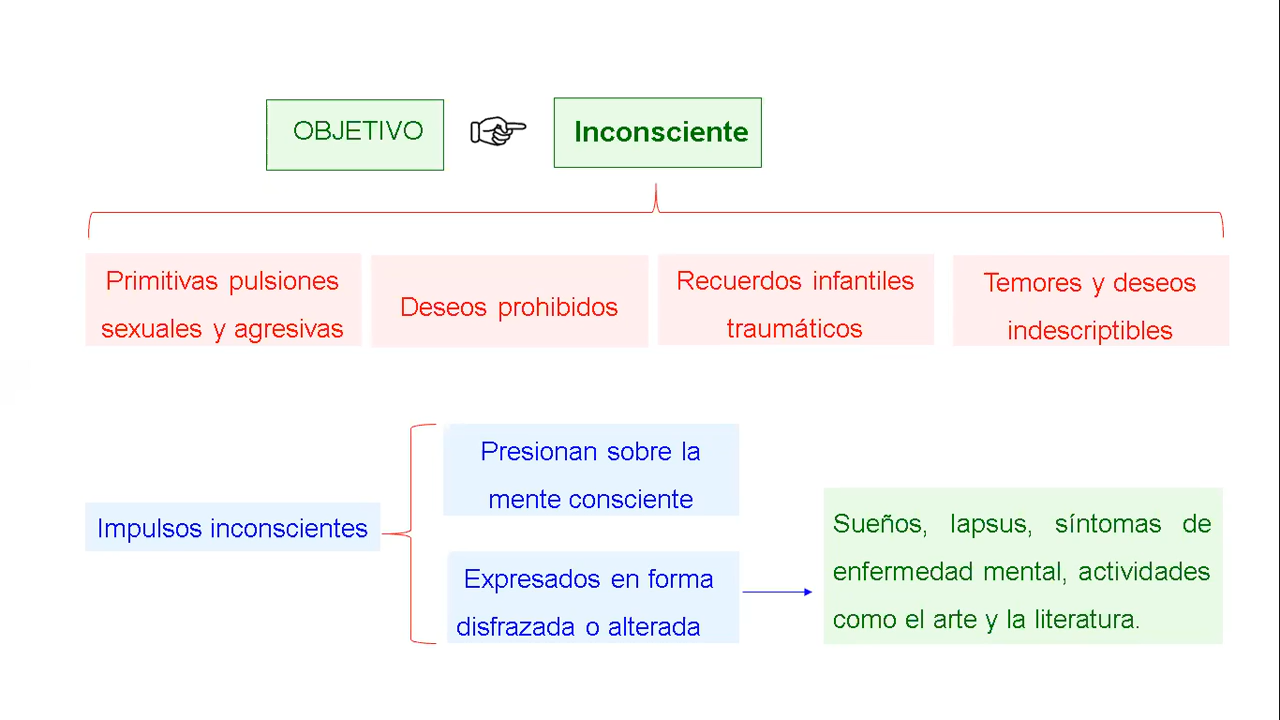 OBJETIVO
Inconsciente
Primitivas pulsiones
sexuales y agresivas
Deseos prohibidos
Recuerdos infantiles
traumáticos
Temores y deseos
indescriptibles
Impulsos inconscientes
Presionan sobre la
mente consciente
Expresados en forma
disfrazada o alterada
Sueños, lapsus, síntomas de
enfermedad mental, actividades
como el arte y la literatura.